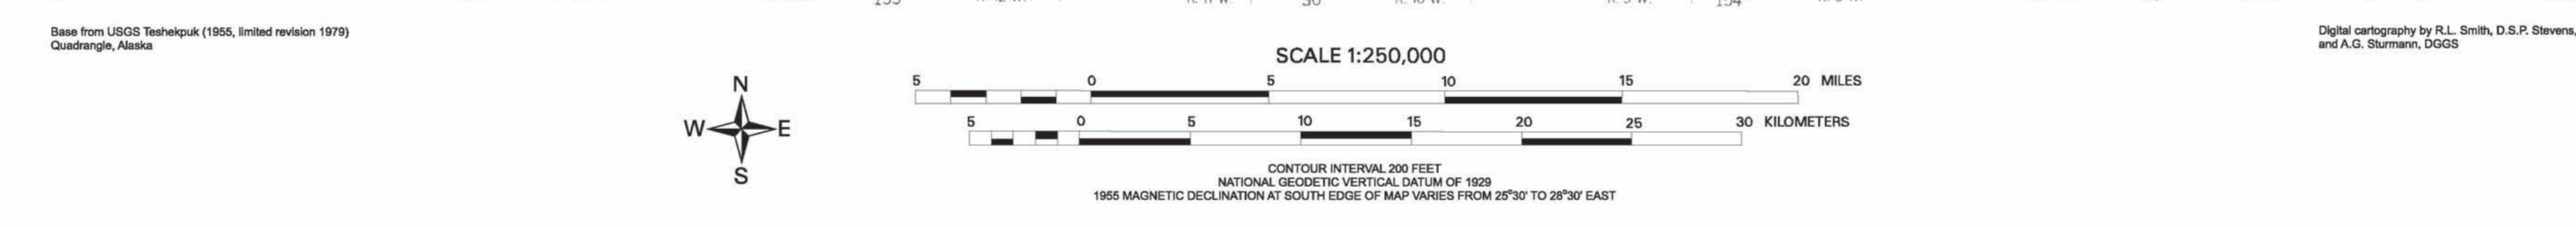 Base from USGS Teshekpuk (1955, limited revision 1979)
Quadrangle, Alaska
Digital cartography by R.L. Smith, D.S.P. Stevens,
and A.G. Sturmann, DGGS
SCALE 1:250,000
N
W E
S
5 0 5 10 15 20 MILES
5 0 5 10 15 20 25 30 KILOMETERS
CONTOUR INTERVAL 200 FEET
NATIONAL GEODETIC VERTICAL DATUM OF 1929
1955 MAGNETIC DECLINATION AT SOUTH EDGE OF MAP VARIES FROM 25°30' TO 28°30' EAST